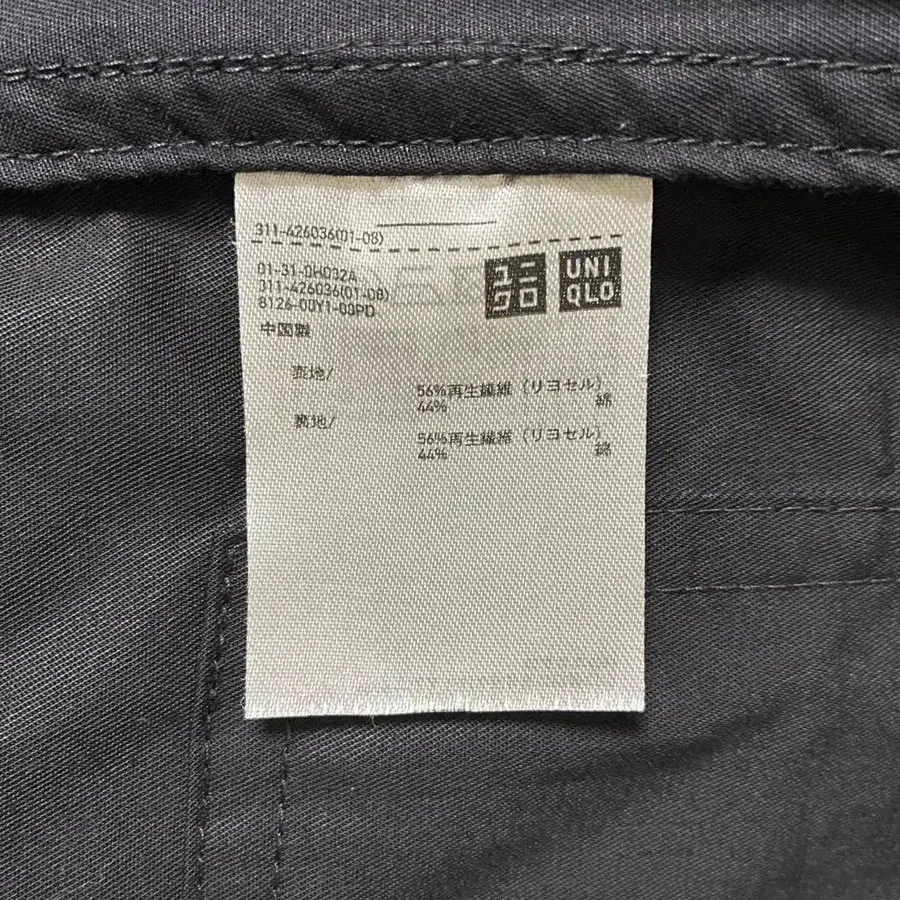 311-426036(01-08)
01-31-0H032A
311-426036(01-08)
8126-00Y1-00PD
中国製
ユニ
クロ
UNI
QLO
表地/
56%再生繊維（リヨセル）
44% 綿
裏地/
56%再生繊維（リヨセル）
44% 綿